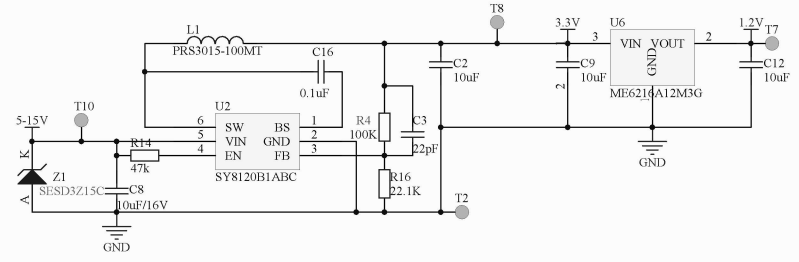 T8
L1
PRS3015-100MT
3.3V
U6
1.2V
T7
3
VIN VOUT
2
GND
1
ME6216A12M3G
C16
0.1uF
C2
10uF
C9
10uF
2
C12
10uF
T10
5-15V
U2
6
SW
BS
1
5
VIN
GND
2
4
EN
FB
3
SY8120B1ABC
R4
100K
C3
22pF
R14
47k
K
Z1
SESD3Z15C
A
C8
10uF/16V
R16
22.1K
T2
GND
GND